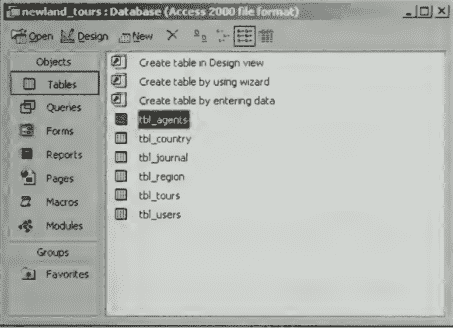 newland_tours : Database (Access 2000 file format)
Open Design New
Objects
Tables
Queries
Forms
Reports
Pages
Macros
Modules
Groups
Favorites
Create table in Design view
Create table by using wizard
Create table by entering data
tbl_agents
tbl_country
tbl_journal
tbl_region
tbl_tours
tbl_users